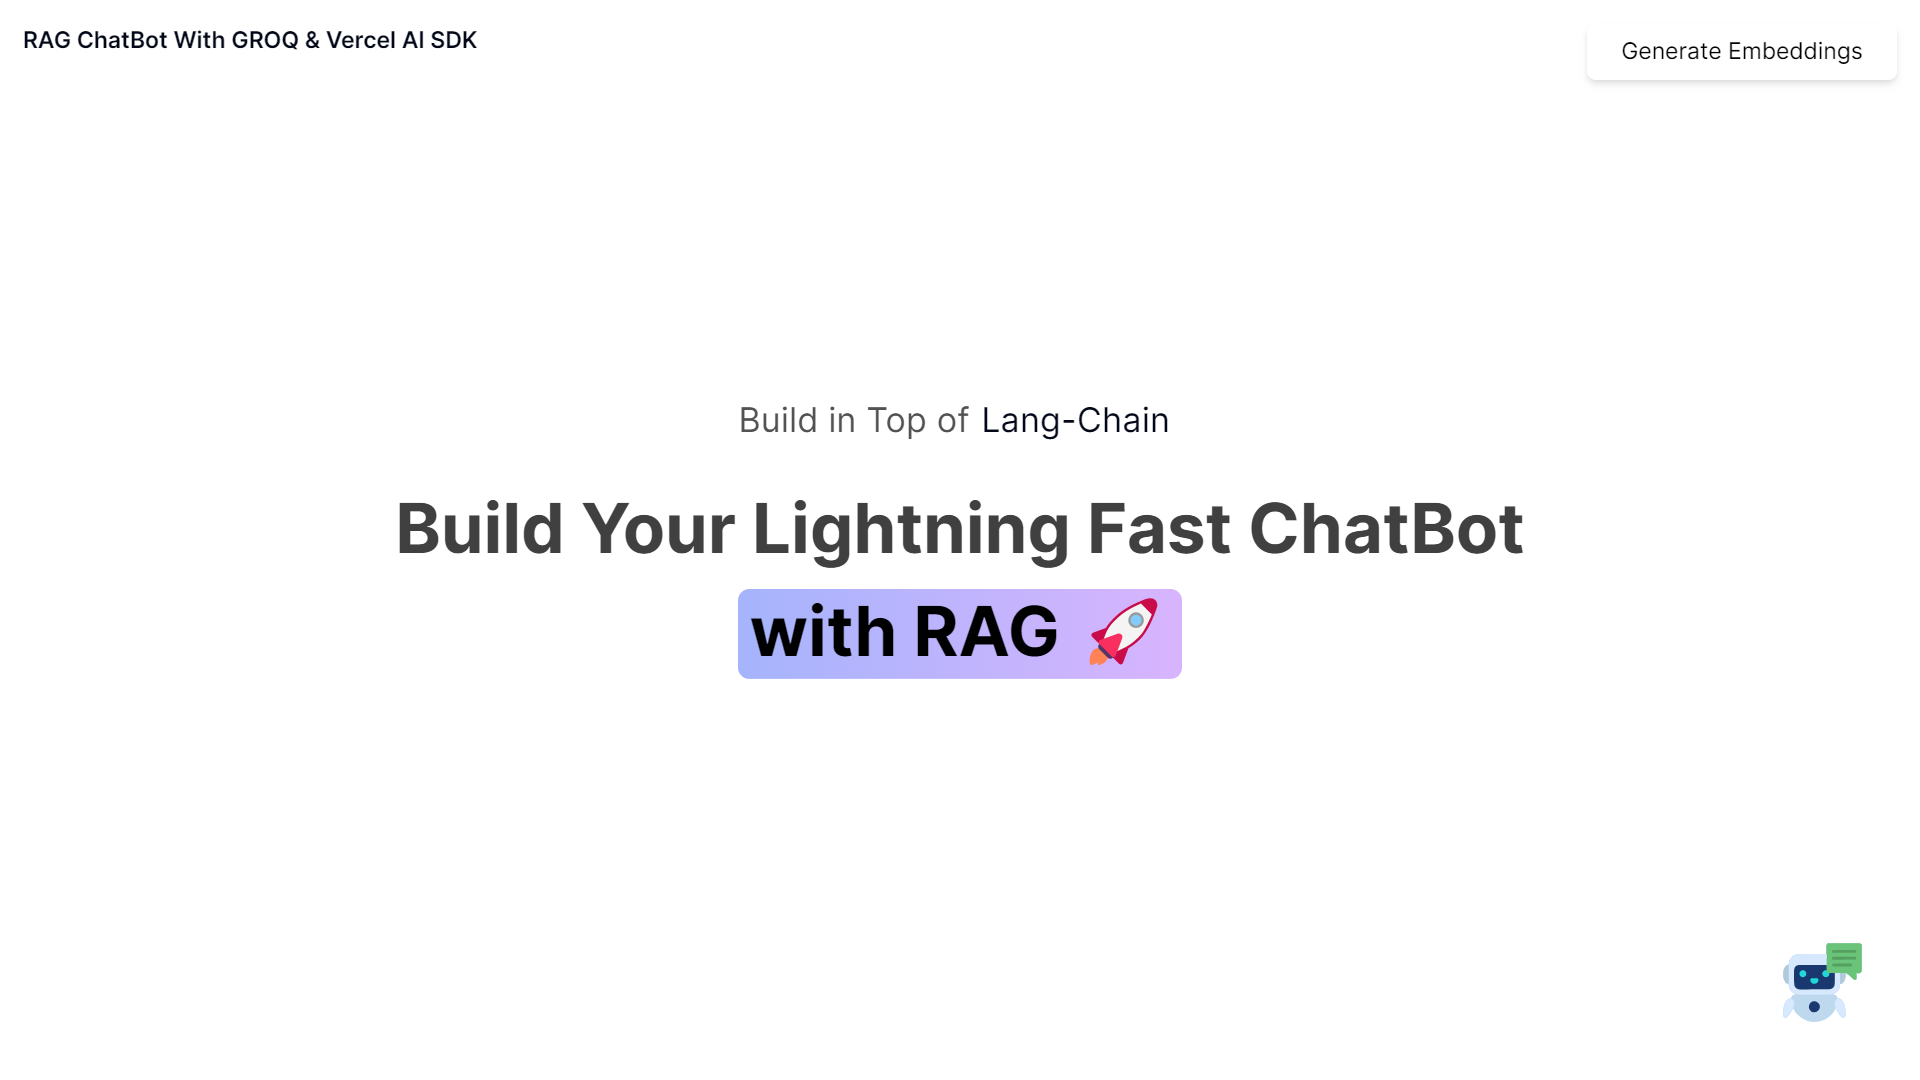 RAG ChatBot With GROQ & Vercel AI SDK
Generate Embeddings
Build in Top of Lang-Chain
Build Your Lightning Fast ChatBot
with RAG 🚀